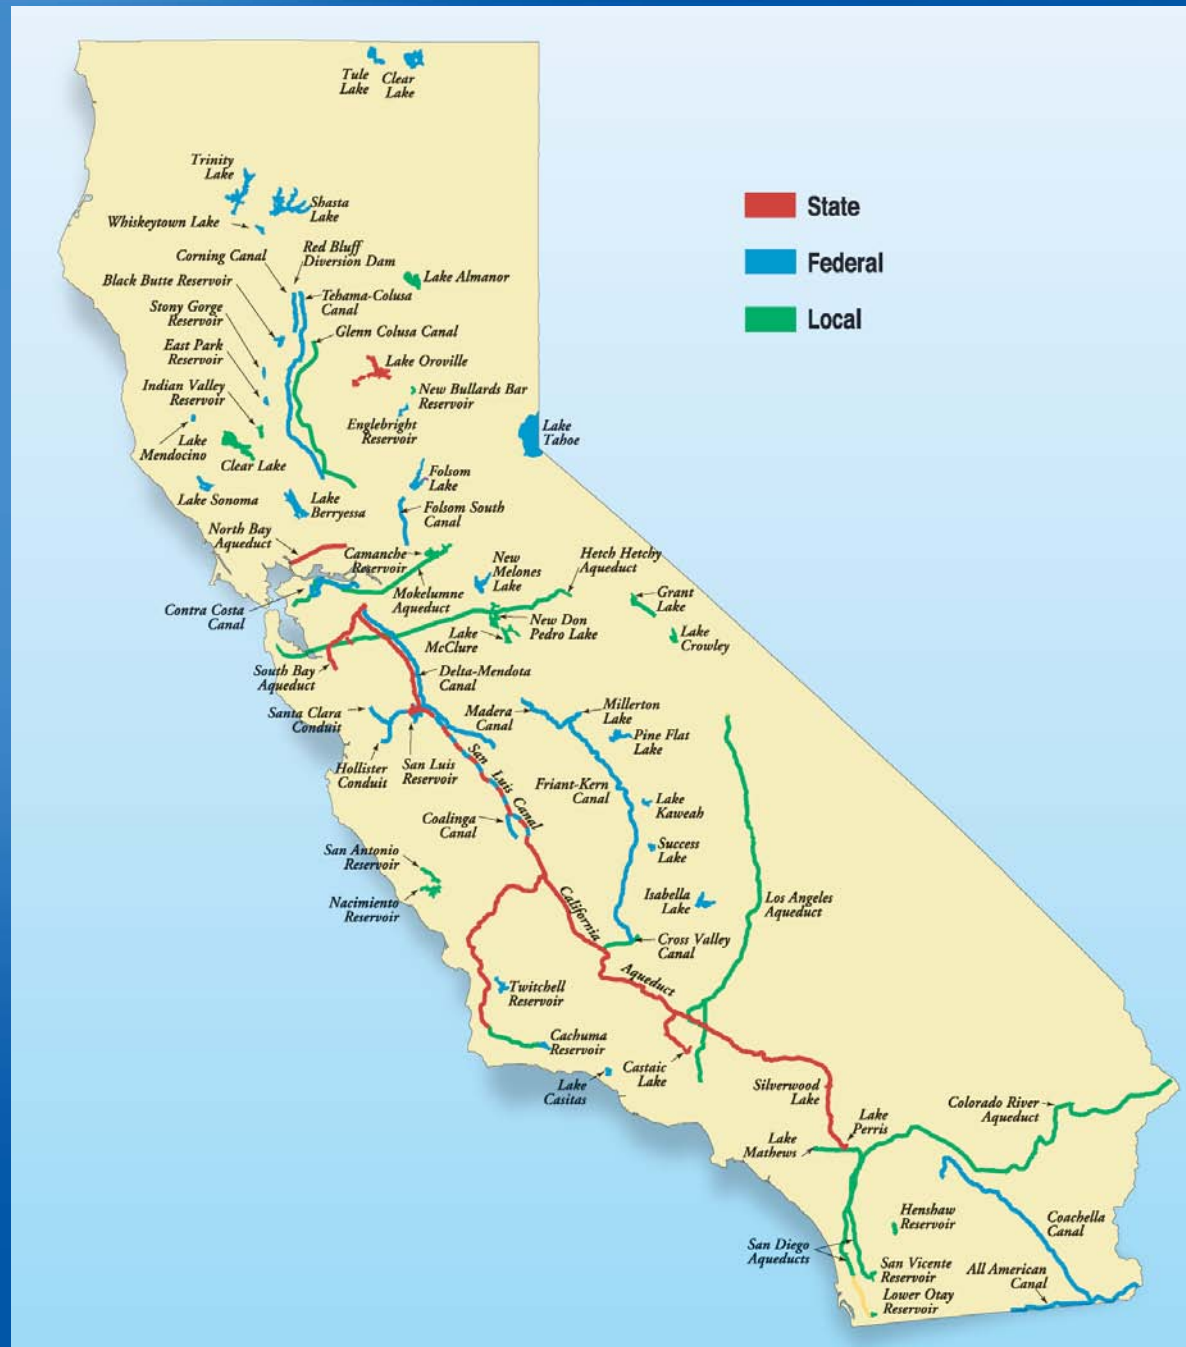 Tule
Lake
Clear
Lake
Trinity
Lake
Shasta
Lake
Whiskeytown Lake
State
Federal
Local
Corning Canal
Red Bluff
Diversion Dam
Black Butte Reservoir
Lake Almanor
Tehama-Colusa
Canal
Stony Gorge
Reservoir
Glenn Colusa Canal
East Park
Reservoir
Lake Oroville
Indian Valley
Reservoir
New Bullards Bar
Reservoir
Englebright
Reservoir
Lake
Tahoe
Lake
Mendocino
Clear Lake
Folsom
Lake
Lake Sonoma
Lake
Berryessa
Folsom South
Canal
North Bay
Aqueduct
Camanche
Reservoir
New
Melones
Lake
Hetch Hetchy
Aqueduct
Mokelumne
Aqueduct
Grant
Lake
Contra Costa
Canal
New Don
Pedro Lake
Lake
McClure
Lake
Crowley
South Bay
Aqueduct
Delta-Mendota
Canal
Santa Clara
Conduit
Madera
Canal
Millerton
Lake
Pine Flat
Lake
Hollister
Conduit
San Luis
Reservoir
San Luis Canal
Friant-Kern
Canal
Lake
Kaweah
Coalinga
Canal
Success
Lake
San Antonio
Reservoir
Nacimiento
Reservoir
Isabella
Lake
Los Angeles
Aqueduct
California
Aqueduct
Cross Valley
Canal
Twitchell
Reservoir
Cachuma
Reservoir
Castaic
Lake
Lake
Casitas
Silverwood
Lake
Lake
Perris
Colorado River
Aqueduct
Lake
Mathews
Henshaw
Reservoir
Coachella
Canal
San Diego
Aqueducts
San Vicente
Reservoir
All American
Canal
Lower Otay
Reservoir